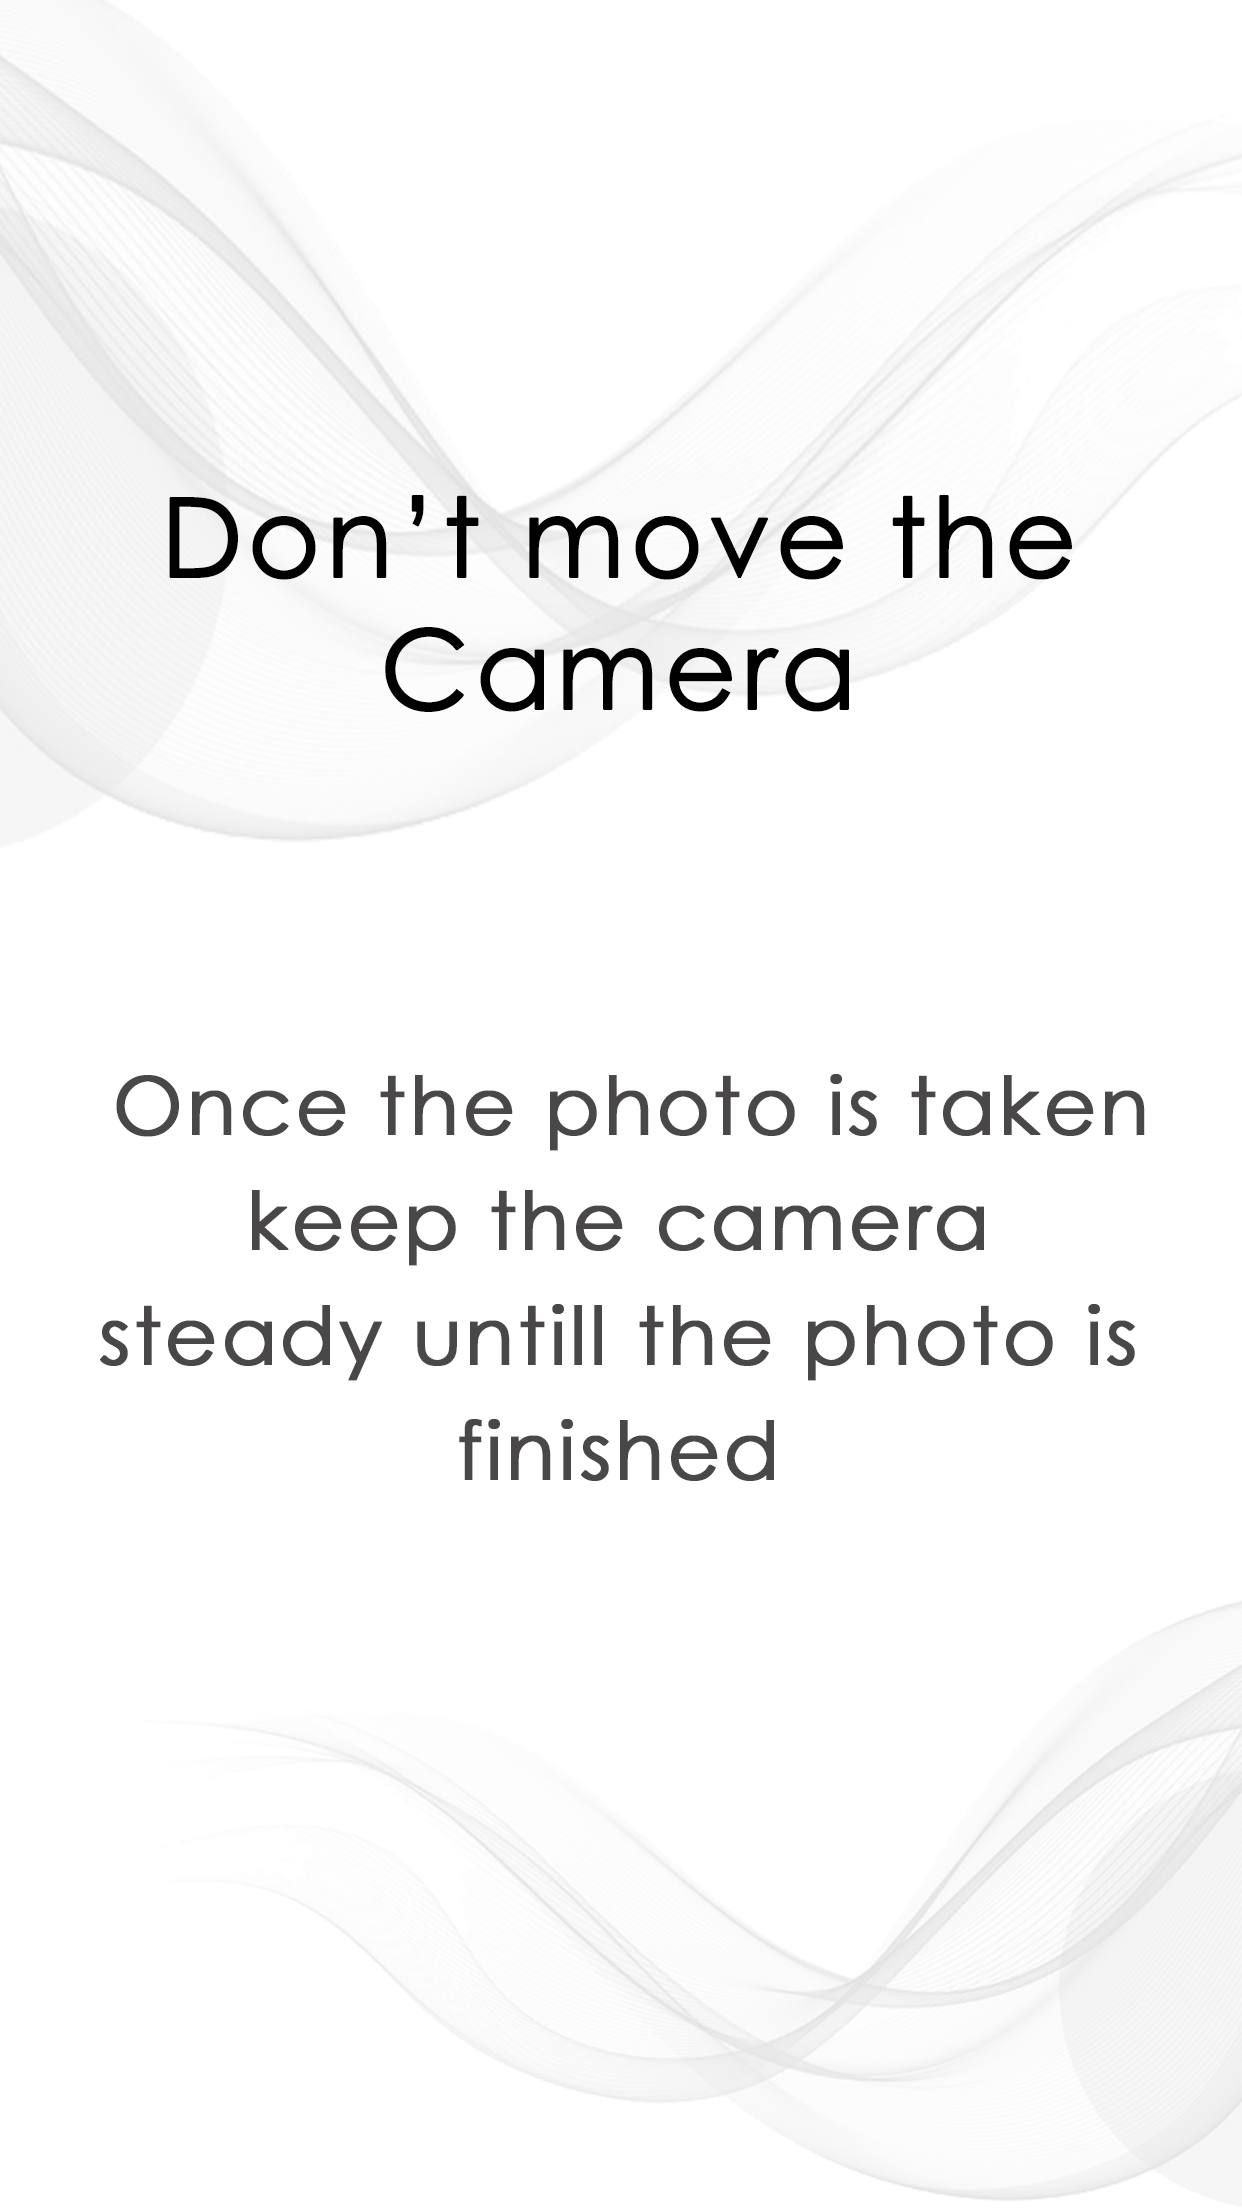 Don’t move the
Camera
Once the photo is taken
keep the camera
steady untill the photo is
finished